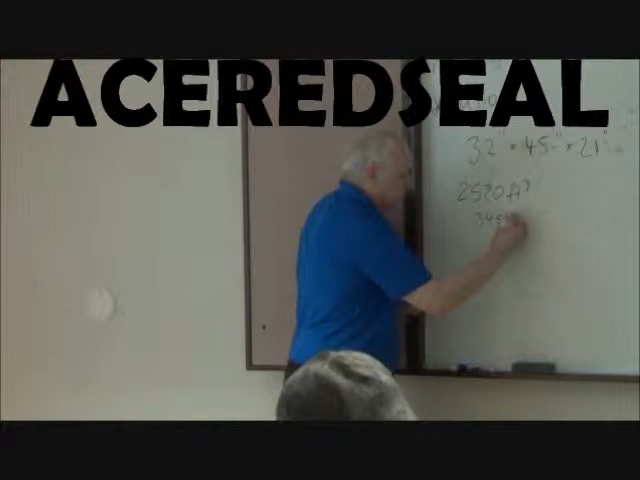 ACEREDSEAL
32" × 45" × 21"
2520 ft³